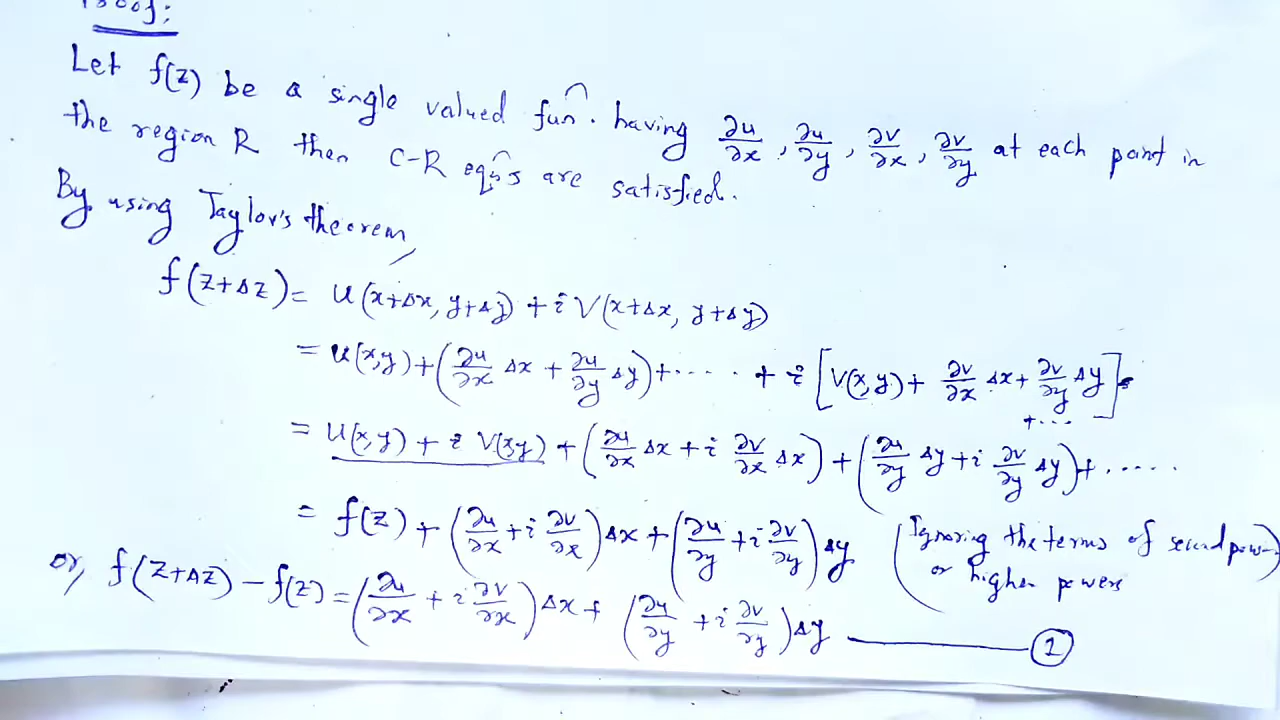 Proof:
Let f(z) be a single valued fun. having ∂u/∂x, ∂u/∂y, ∂v/∂x, ∂v/∂y at each point in
the region R then C-R eqns are satisfied.
By using Taylor's theorem,
f(z+Δz) = u(x+Δx, y+Δy) + i v(x+Δx, y+Δy)
= u(x,y) + (∂u/∂x Δx + ∂u/∂y Δy) + ..... + i [v(x,y) + ∂v/∂x Δx + ∂v/∂y Δy + ...]
= u(x,y) + i v(x,y) + (∂u/∂x Δx + i ∂v/∂x Δx) + (∂u/∂y Δy + i ∂v/∂y Δy) + ......
= f(z) + (∂u/∂x + i ∂v/∂x) Δx + (∂u/∂y + i ∂v/∂y) Δy (Ignoring the terms of second power
or higher powers)
or, f(z+Δz) - f(z) = (∂u/∂x + i ∂v/∂x) Δx + (∂u/∂y + i ∂v/∂y) Δy — ①